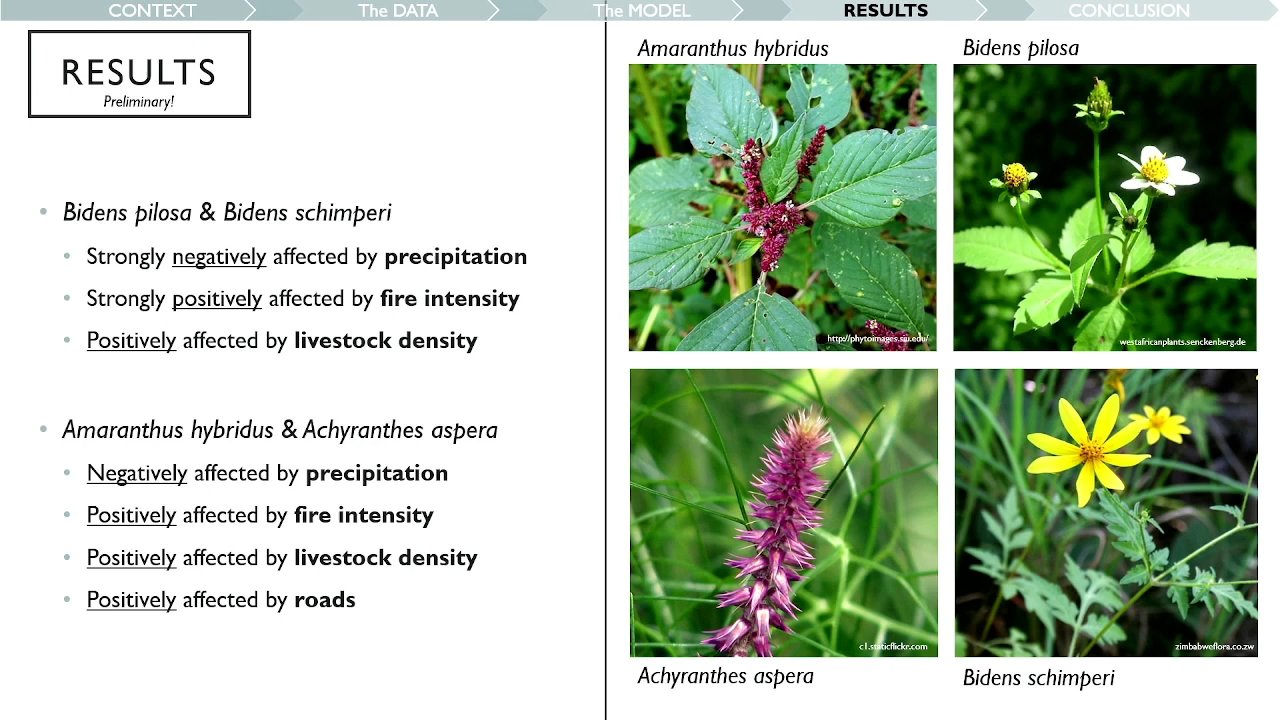 CONTEXT
The DATA
The MODEL
RESULTS
CONCLUSION
RESULTS
Preliminary!
• Bidens pilosa & Bidens schimperi
• Strongly negatively affected by precipitation
• Strongly positively affected by fire intensity
• Positively affected by livestock density
• Amaranthus hybridus & Achyranthes aspera
• Negatively affected by precipitation
• Positively affected by fire intensity
• Positively affected by livestock density
• Positively affected by roads
Amaranthus hybridus
Bidens pilosa
http://phytoimages.siu.edu/
westafricanplants.senckenberg.de
c1.staticflickr.com
zimbabweflora.co.zw
Achyranthes aspera
Bidens schimperi